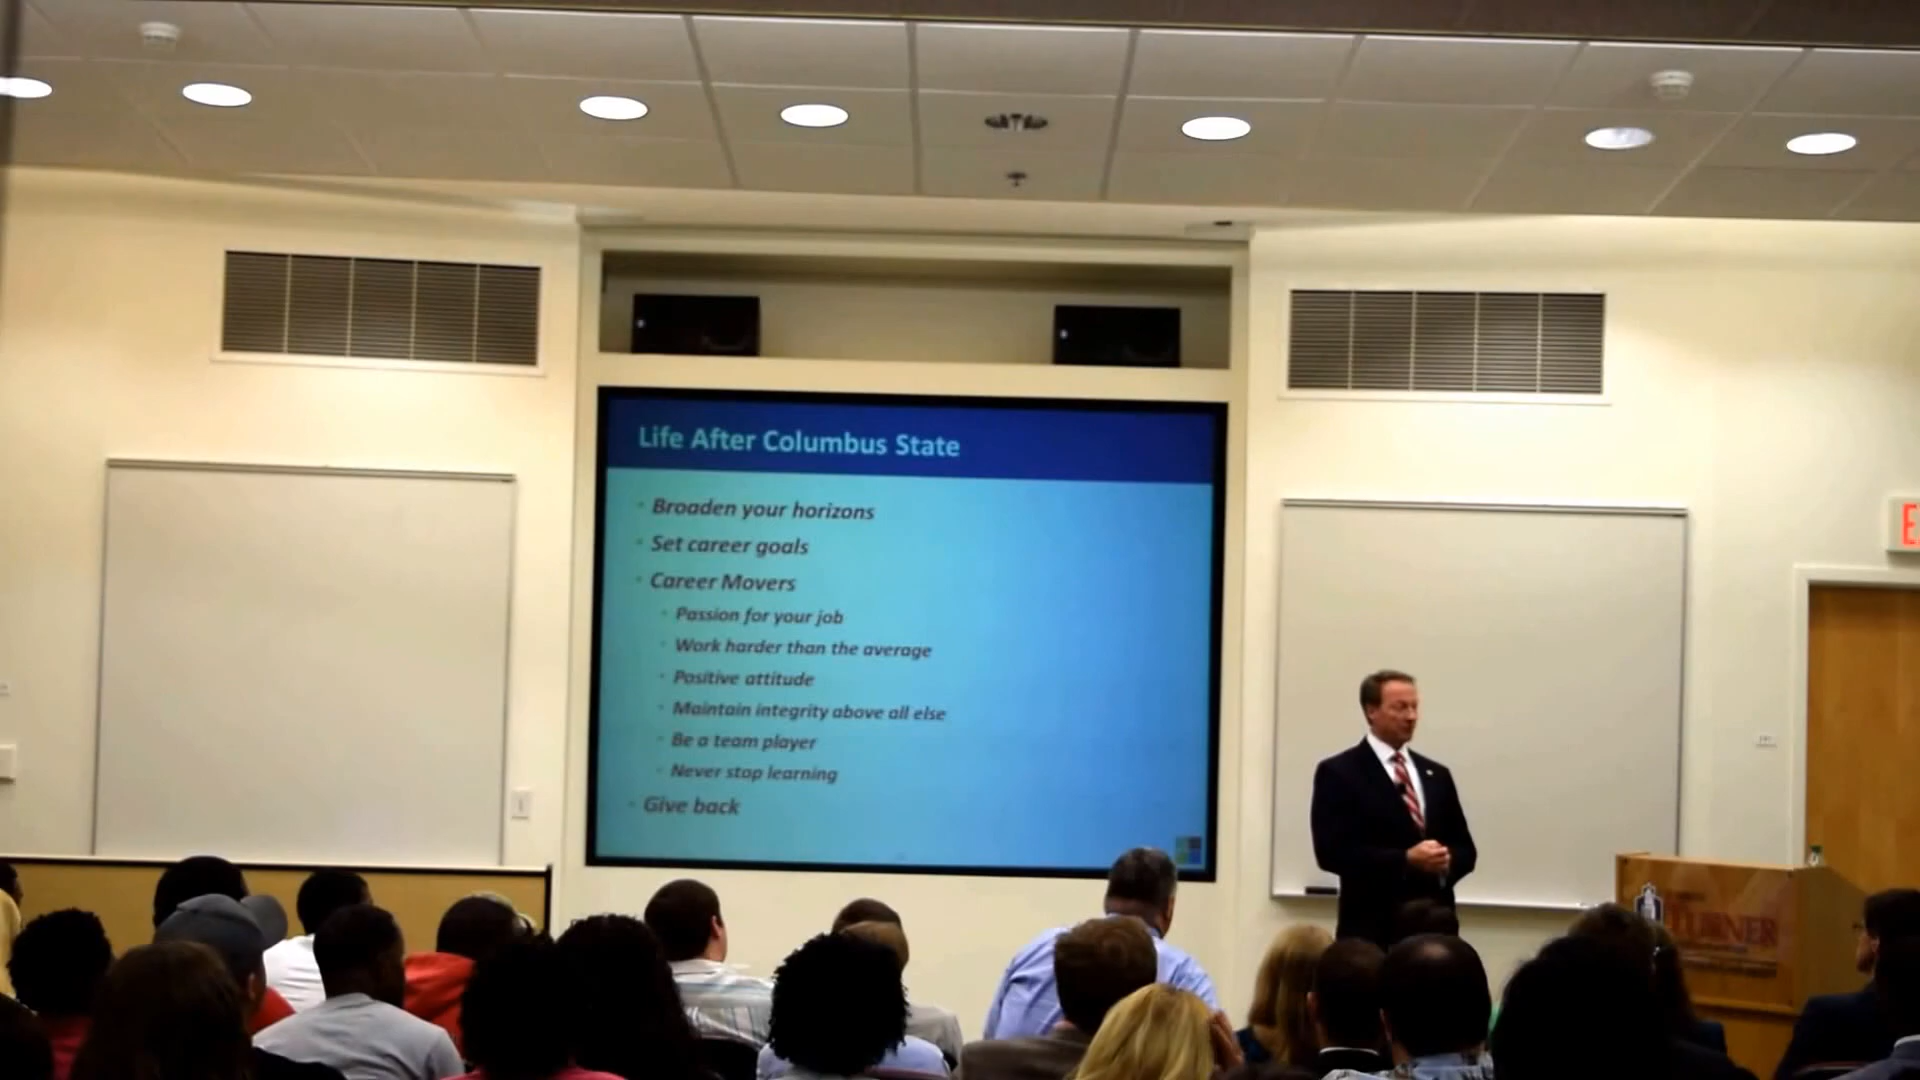 Life After Columbus State
Broaden your horizons
Set career goals
Career Movers
Passion for your job
Work harder than the average
Positive attitude
Maintain integrity above all else
Be a team player
Never stop learning
Give back
E
TURNER